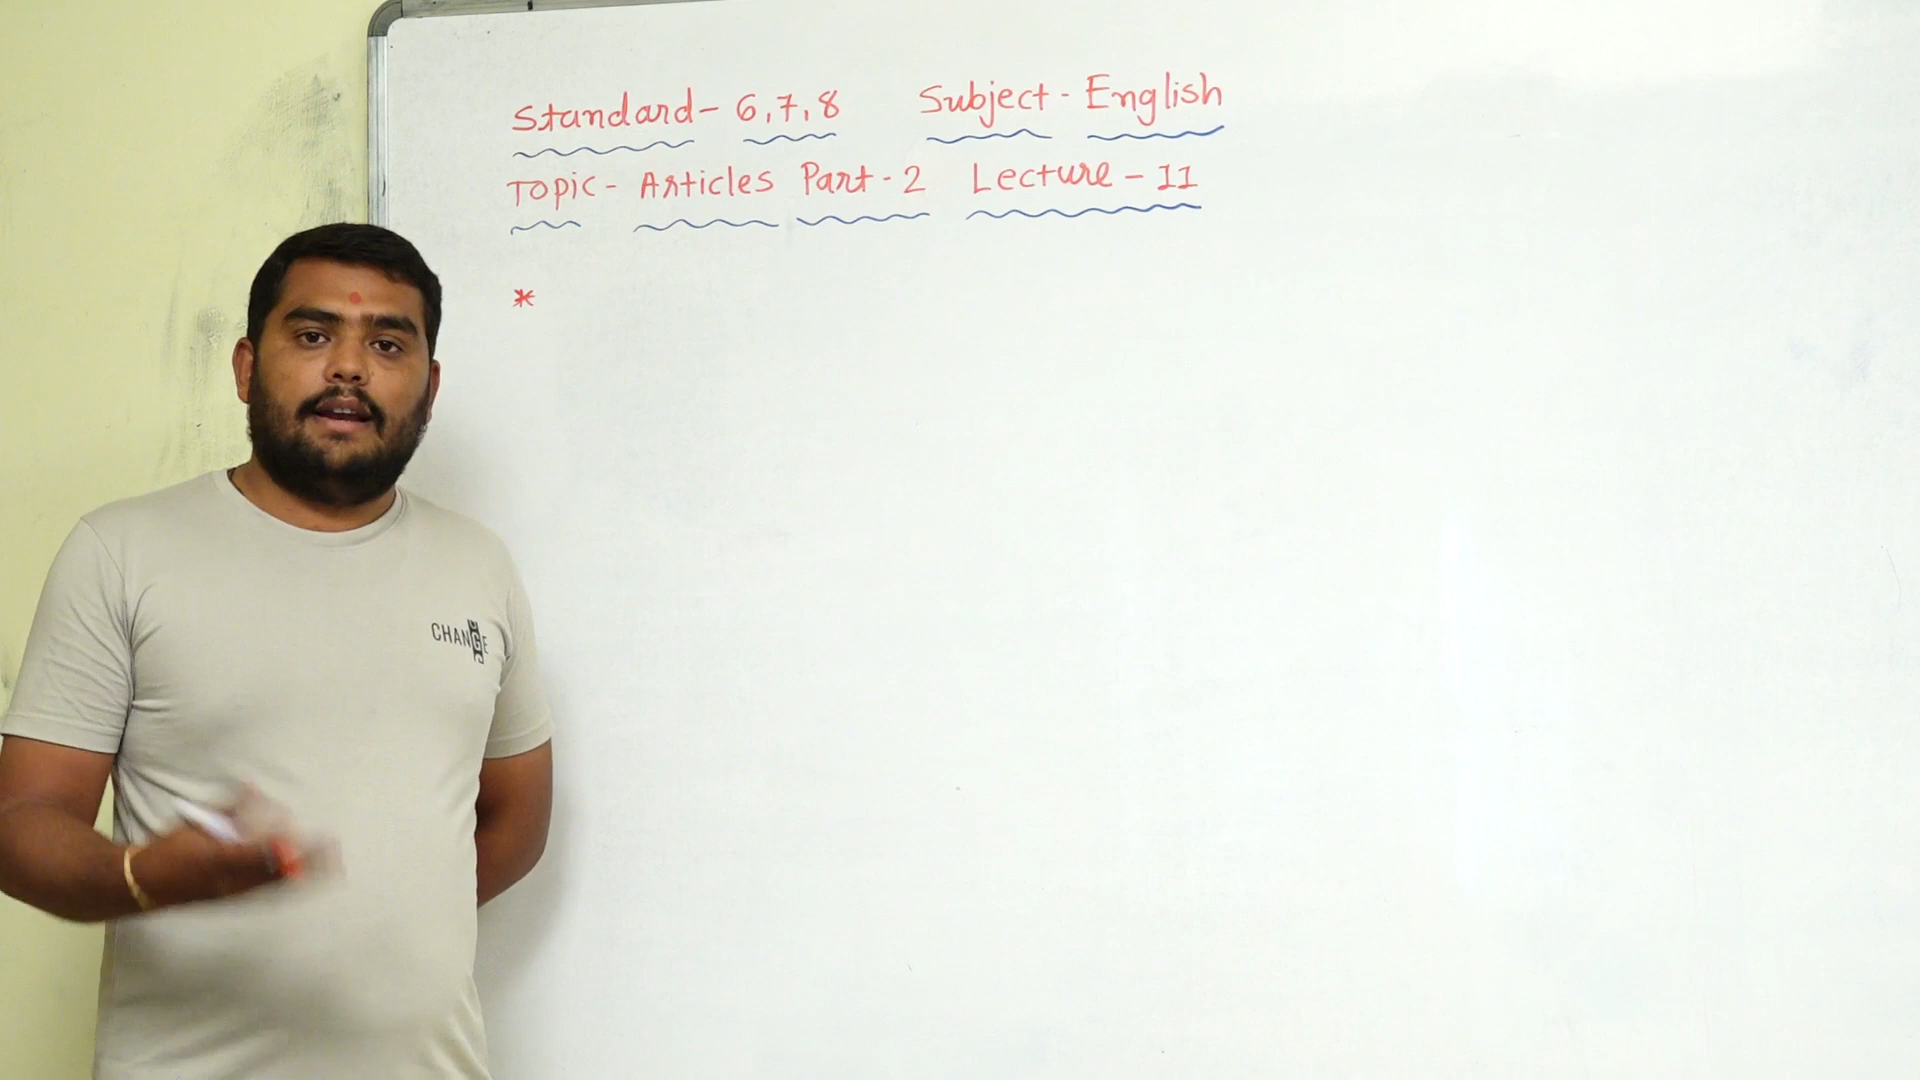 Standard- 6,7,8 Subject - English
Topic- Articles Part-2 Lecture - 11
*
CHANGE